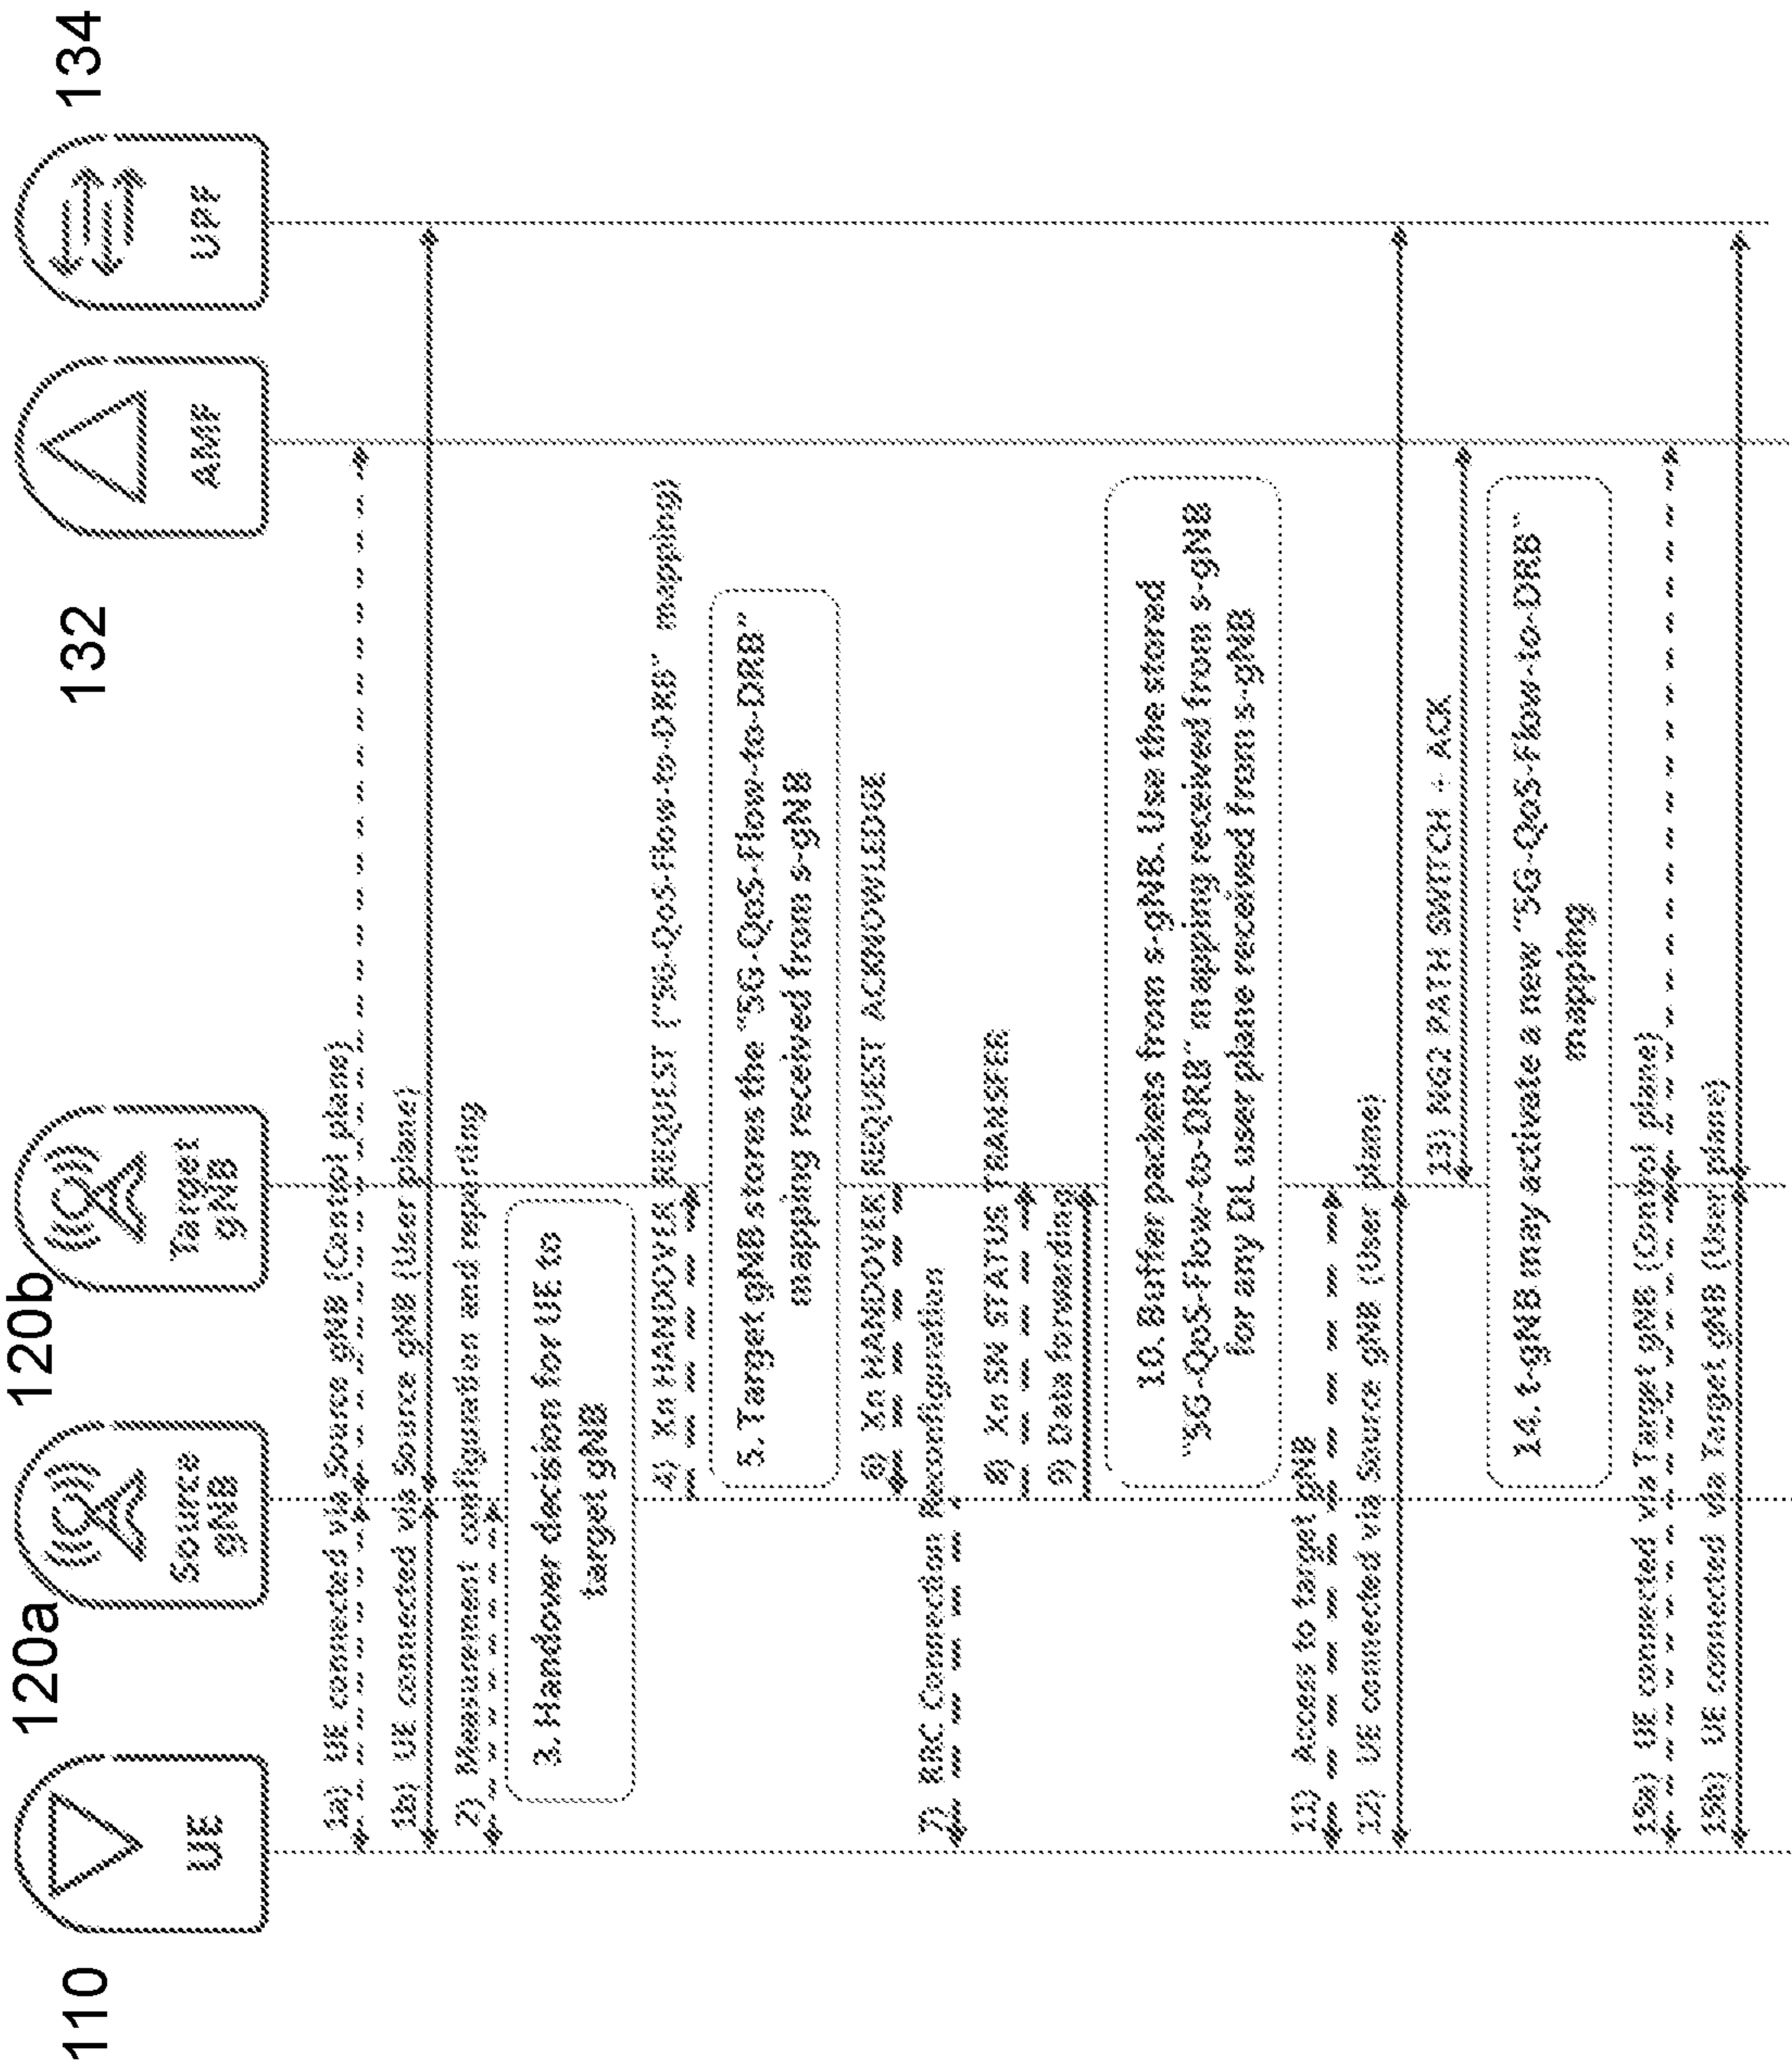 110
120a
120b
132
134
UE
Source
gNB
Target
gNB
AMF
UPF
1a) UE connected via Source gNB (Control plane)
1b) UE connected via Source gNB (User plane)
2) Measurement configuration and reporting
3. Handover decision for UE to
target gNB
4) Xn HANDOVER REQUEST ("5G-QoS-Flow-to-DRB" mapping)
5. Target gNB stores the "5G-QoS-Flow-to-DRB"
mapping received from s-gNB
6) Xn HANDOVER REQUEST ACKNOWLEDGE
7) RRC Connection Reconfiguration
8) Xn SN STATUS TRANSFER
9) Data forwarding
10. Buffer packets from s-gNB. Use the stored
"5G-QoS-Flow-to-DRB" mapping received from s-gNB
for any DL user plane received from s-gNB
11) Access to target gNB
12) UE connected via Source gNB (User plane)
13) NG2 PATH SWITCH + ACK
14. t-gNB may activate a new "5G-QoS-Flow-to-DRB"
mapping
15a) UE connected via Target gNB (Control plane)
15b) UE connected via Target gNB (User plane)